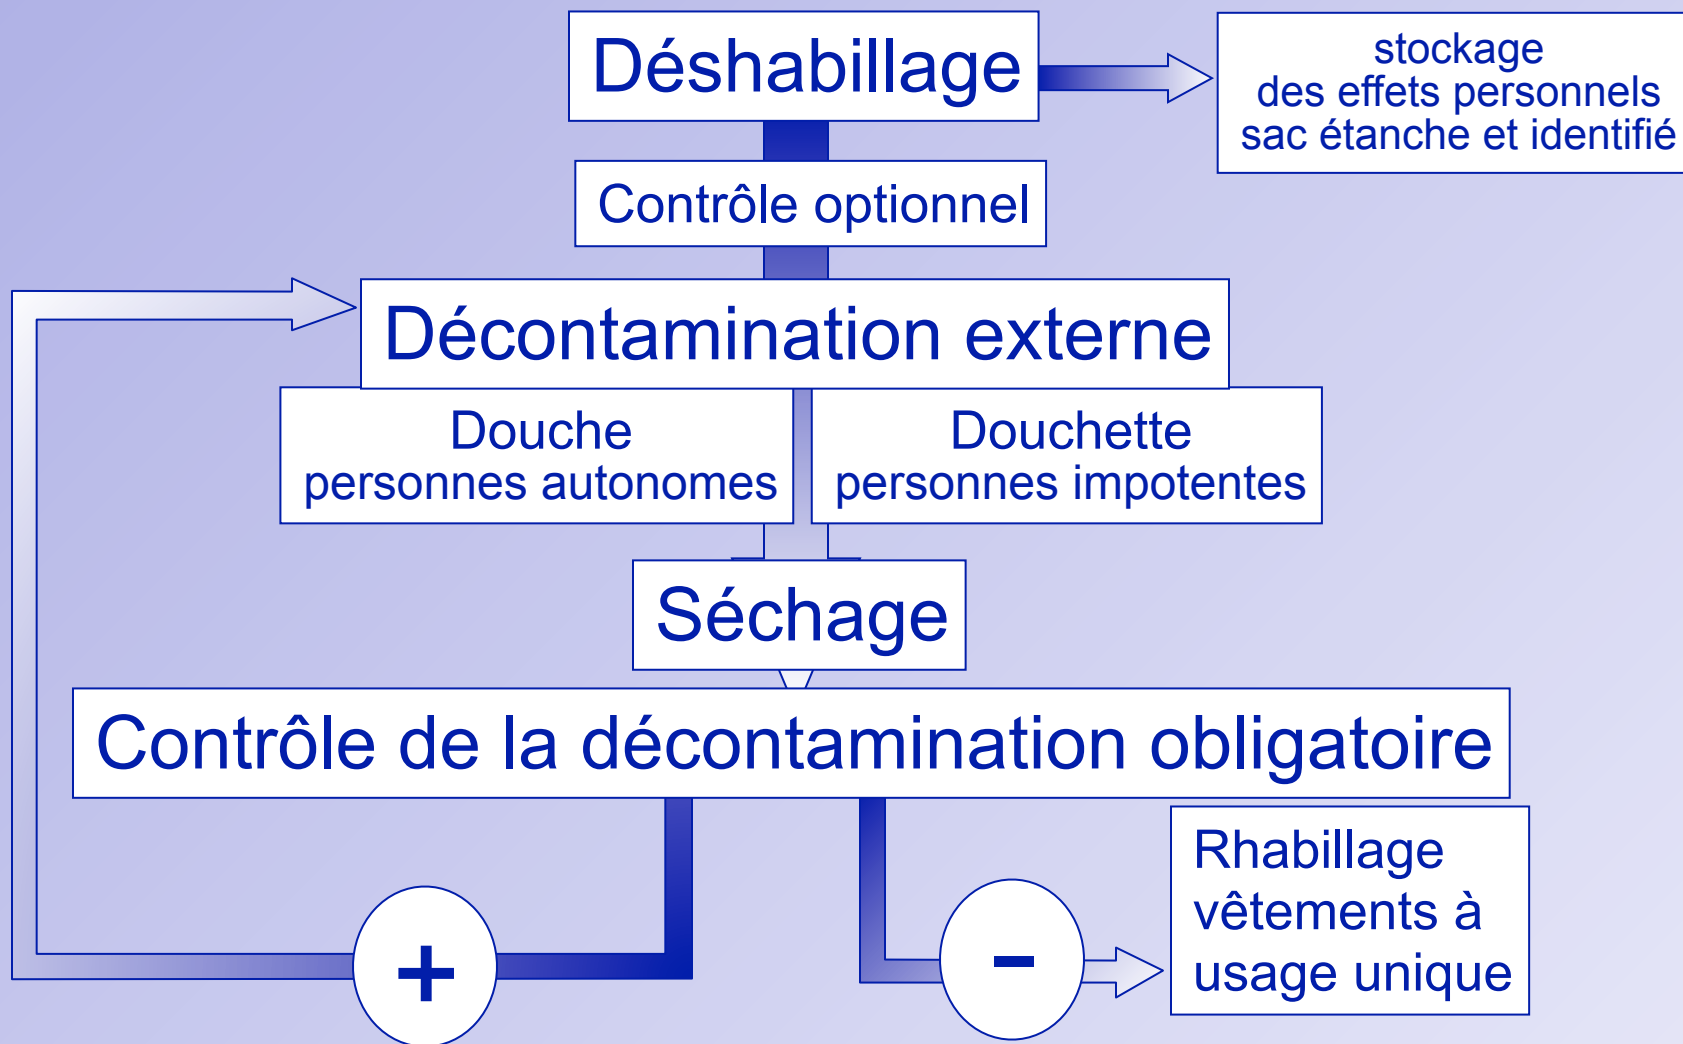 Déshabillage
stockage
des effets personnels
sac étanche et identifié
Contrôle optionnel
Décontamination externe
Douche
personnes autonomes
Douchette
personnes impotentes
Séchage
Contrôle de la décontamination obligatoire
+
-
Rhabillage
vêtements à
usage unique